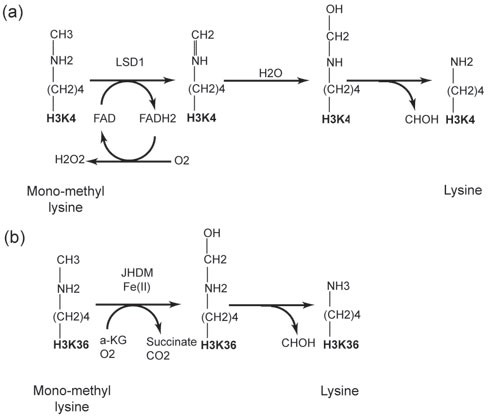 (a)
CH3
NH2
(CH2)4
H3K4
LSD1
FAD
FADH2
H2O2
O2
CH2
NH
(CH2)4
H3K4
H2O
OH
CH2
NH
(CH2)4
H3K4
CHOH
NH2
(CH2)4
H3K4
Mono-methyl
lysine
Lysine
(b)
CH3
NH2
(CH2)4
H3K36
JHDM
Fe(II)
a-KG
O2
Succinate
CO2
OH
CH2
NH2
(CH2)4
H3K36
CHOH
NH3
(CH2)4
H3K36
Mono-methyl
lysine
Lysine